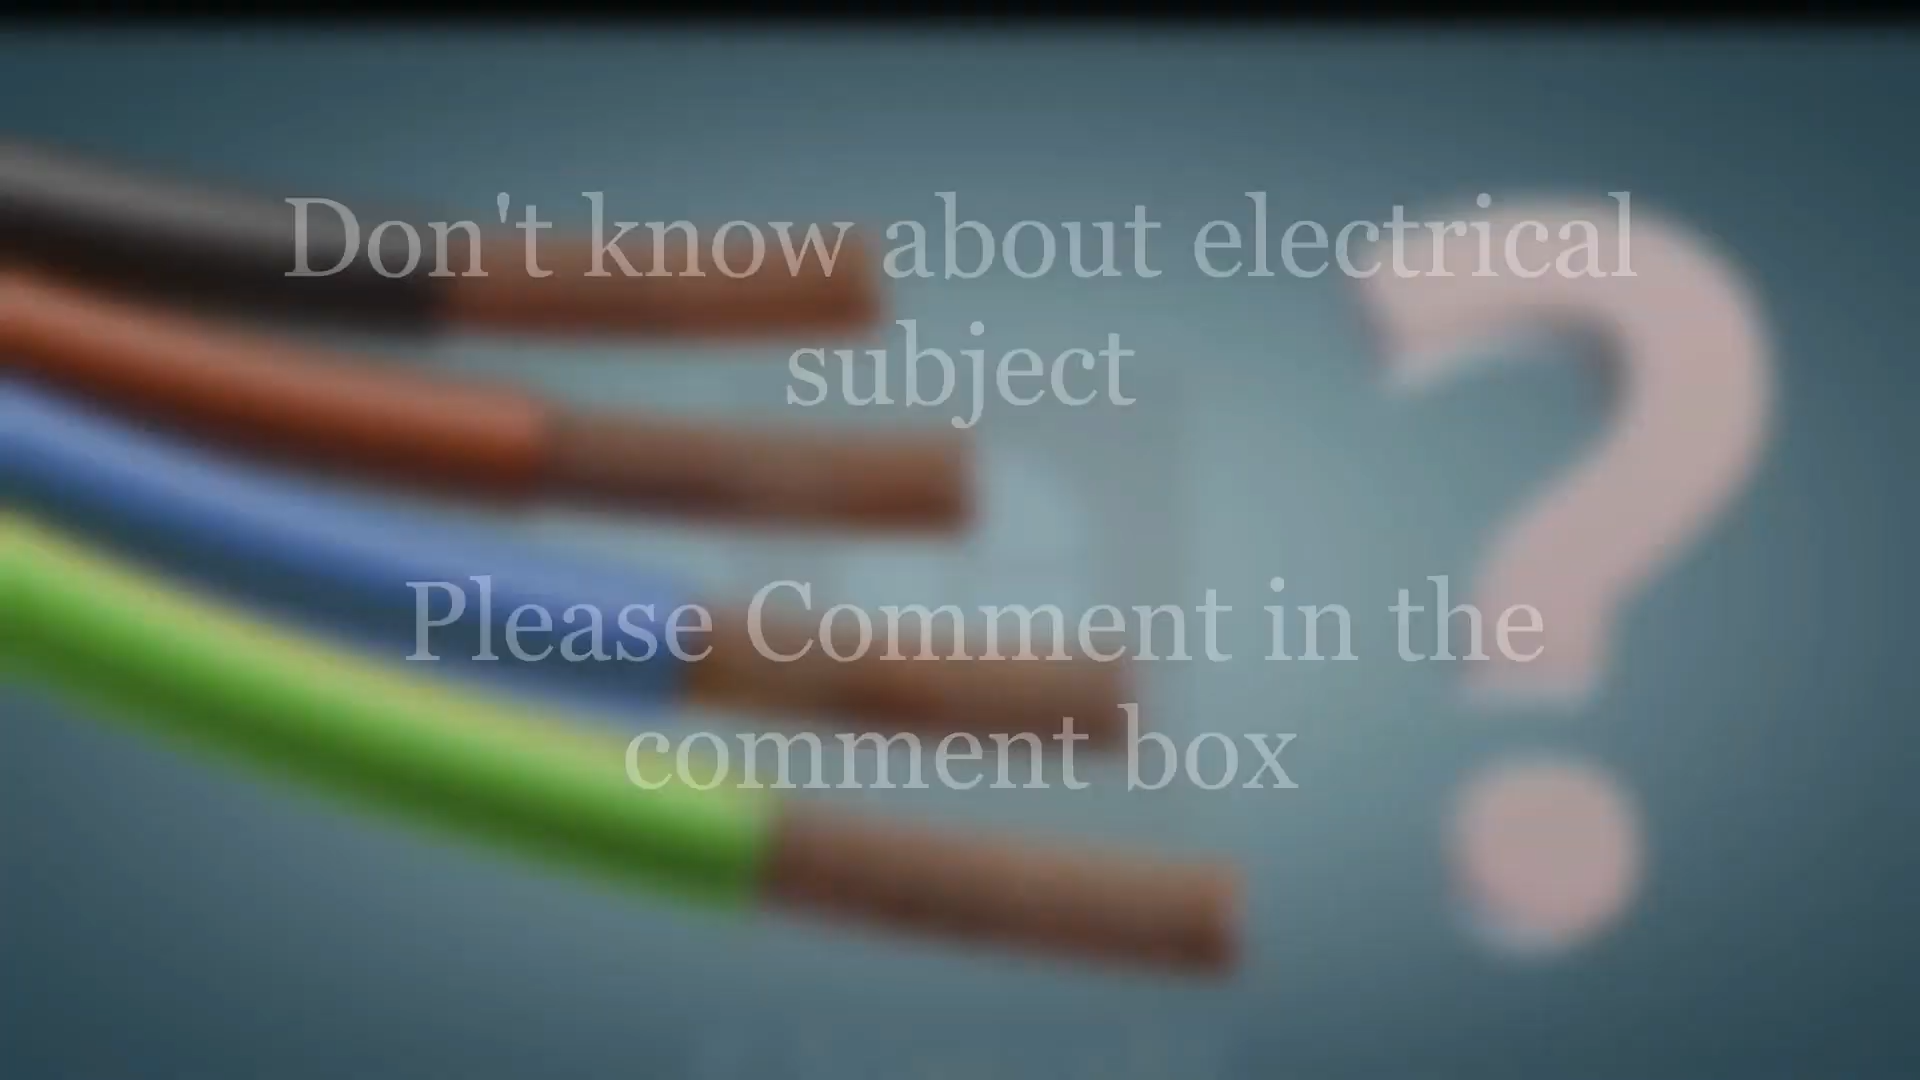 Don't know about electrical
subject
Please Comment in the
comment box